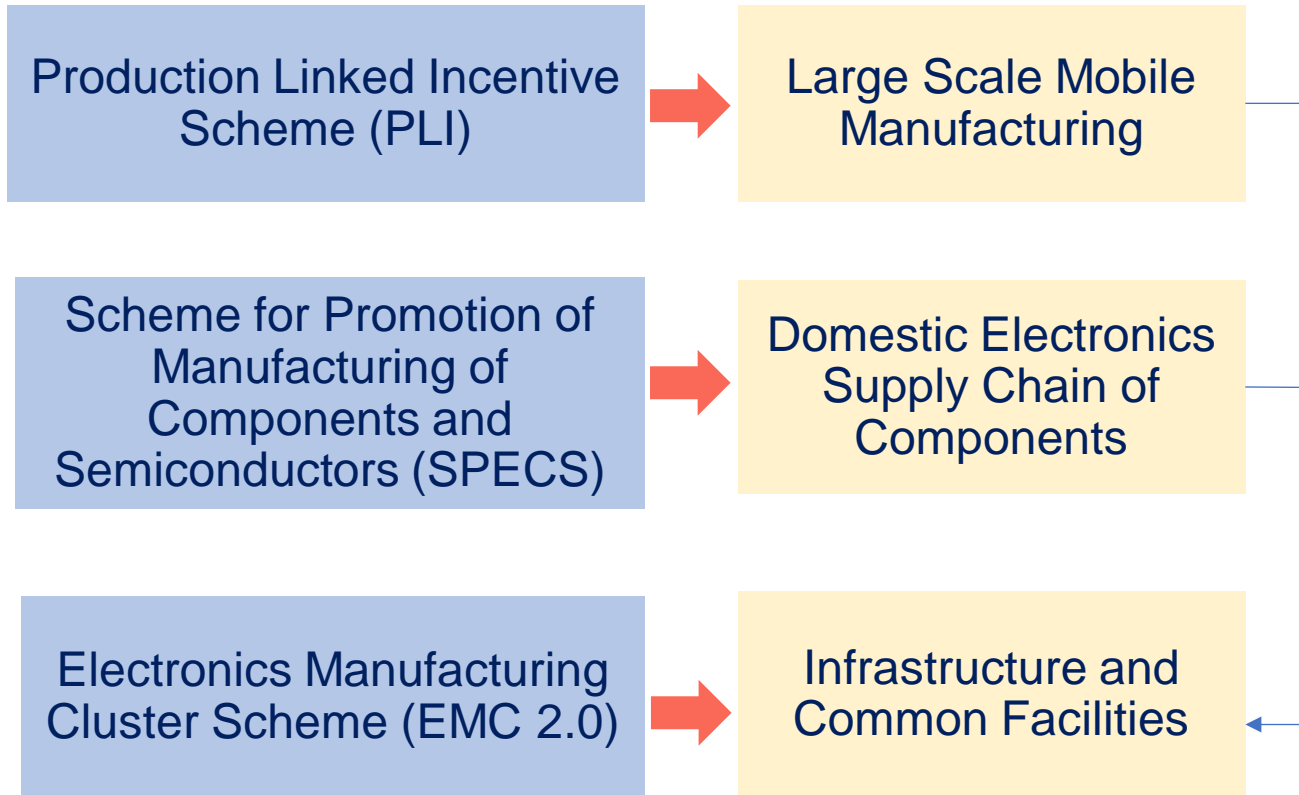 Production Linked Incentive
Scheme (PLI)
Large Scale Mobile
Manufacturing
Scheme for Promotion of
Manufacturing of
Components and
Semiconductors (SPECS)
Domestic Electronics
Supply Chain of
Components
Electronics Manufacturing
Cluster Scheme (EMC 2.0)
Infrastructure and
Common Facilities